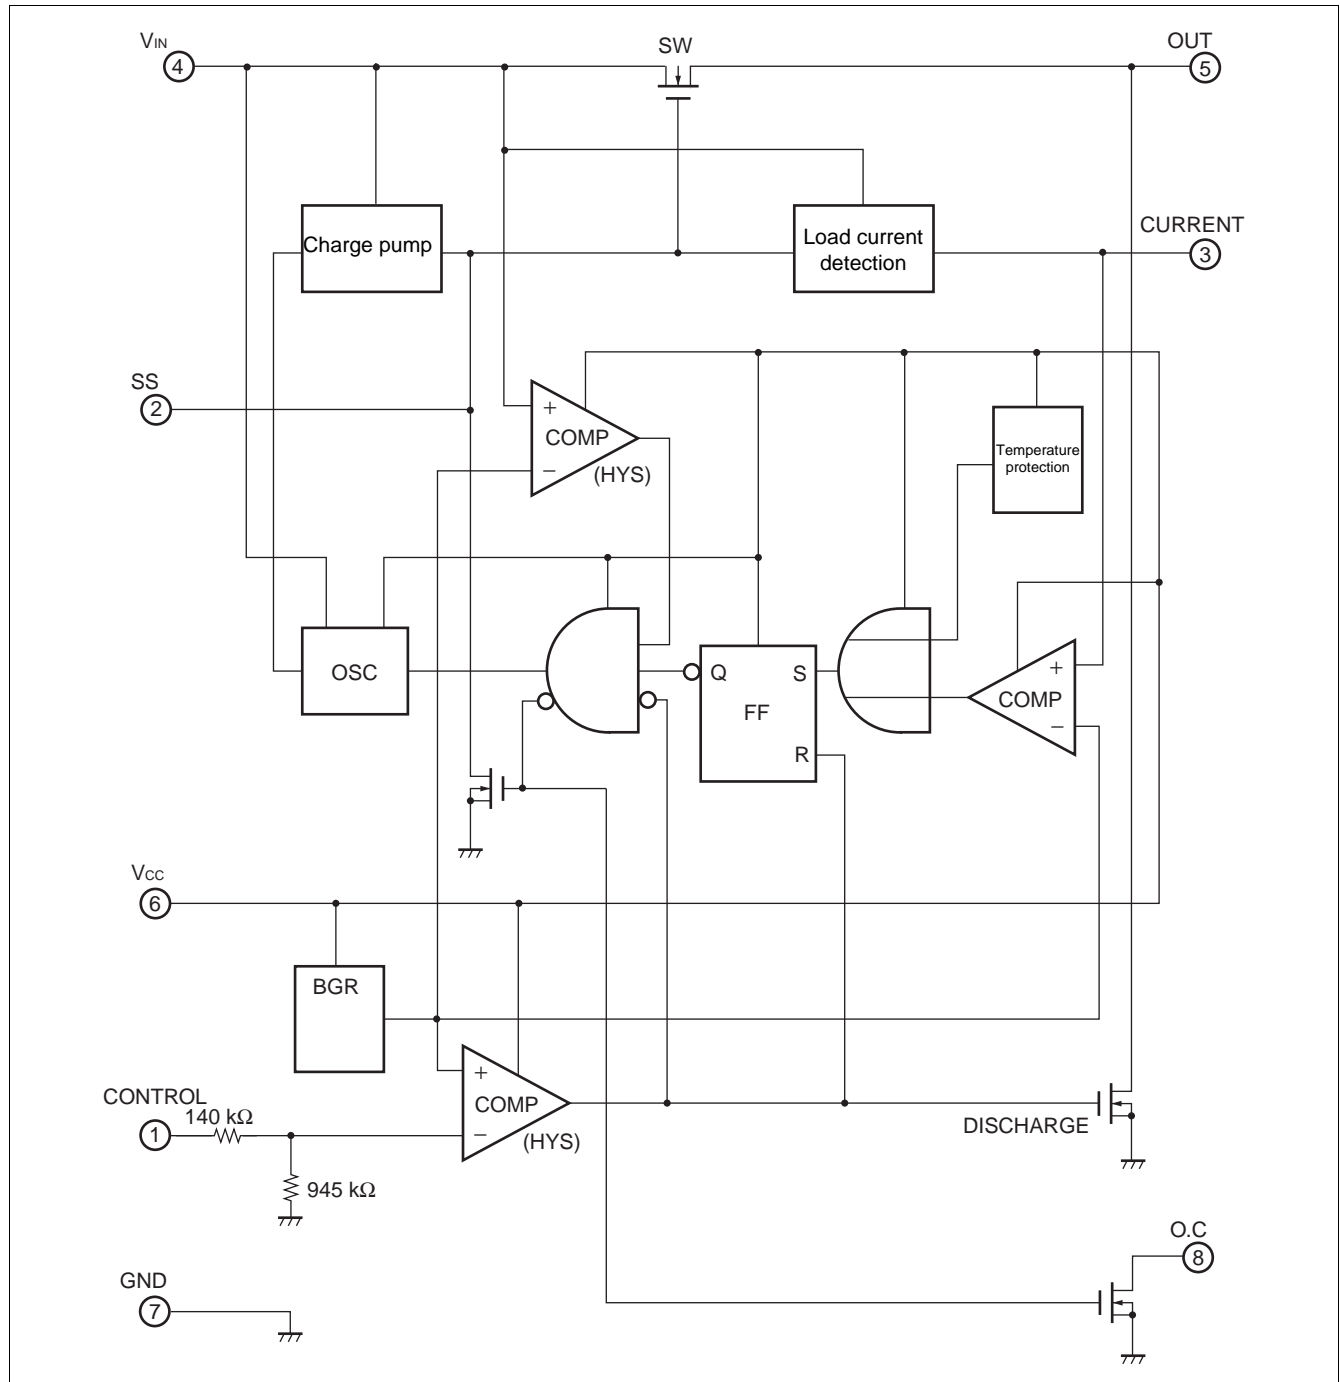 VIN
4
SW
OUT
5
Charge pump
Load current
detection
CURRENT
3
SS
2
+
COMP
−
(HYS)
Temperature
protection
OSC
Q
S
FF
R
+
COMP
−
VCC
6
BGR
CONTROL
1
140 kΩ
945 kΩ
+
COMP
−
(HYS)
DISCHARGE
O.C
8
GND
7